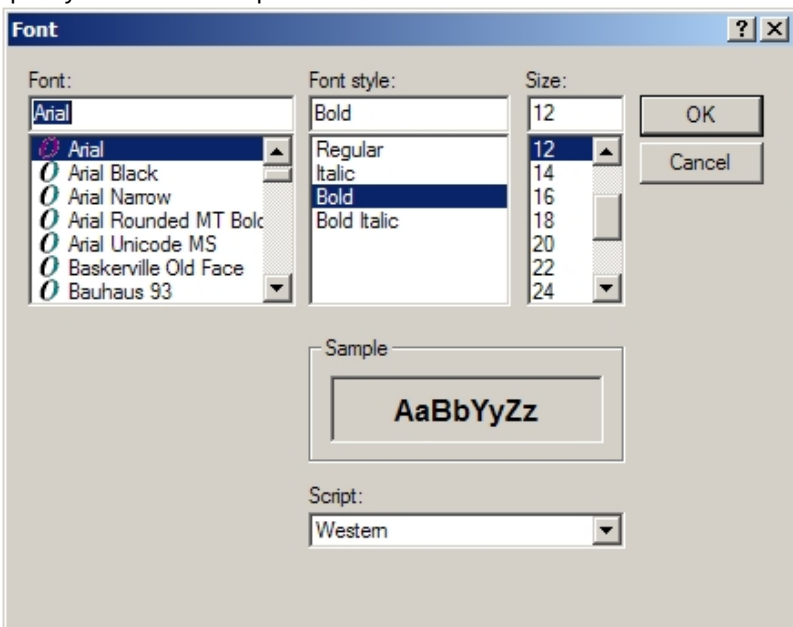 Font
Font:
Arial
Arial
Arial Black
Arial Narrow
Arial Rounded MT Bold
Arial Unicode MS
Baskerville Old Face
Bauhaus 93
Font style:
Bold
Regular
Italic
Bold
Bold Italic
Size:
12
12
14
16
18
20
22
24
OK
Cancel
Sample
AaBbYyZz
Script:
Western